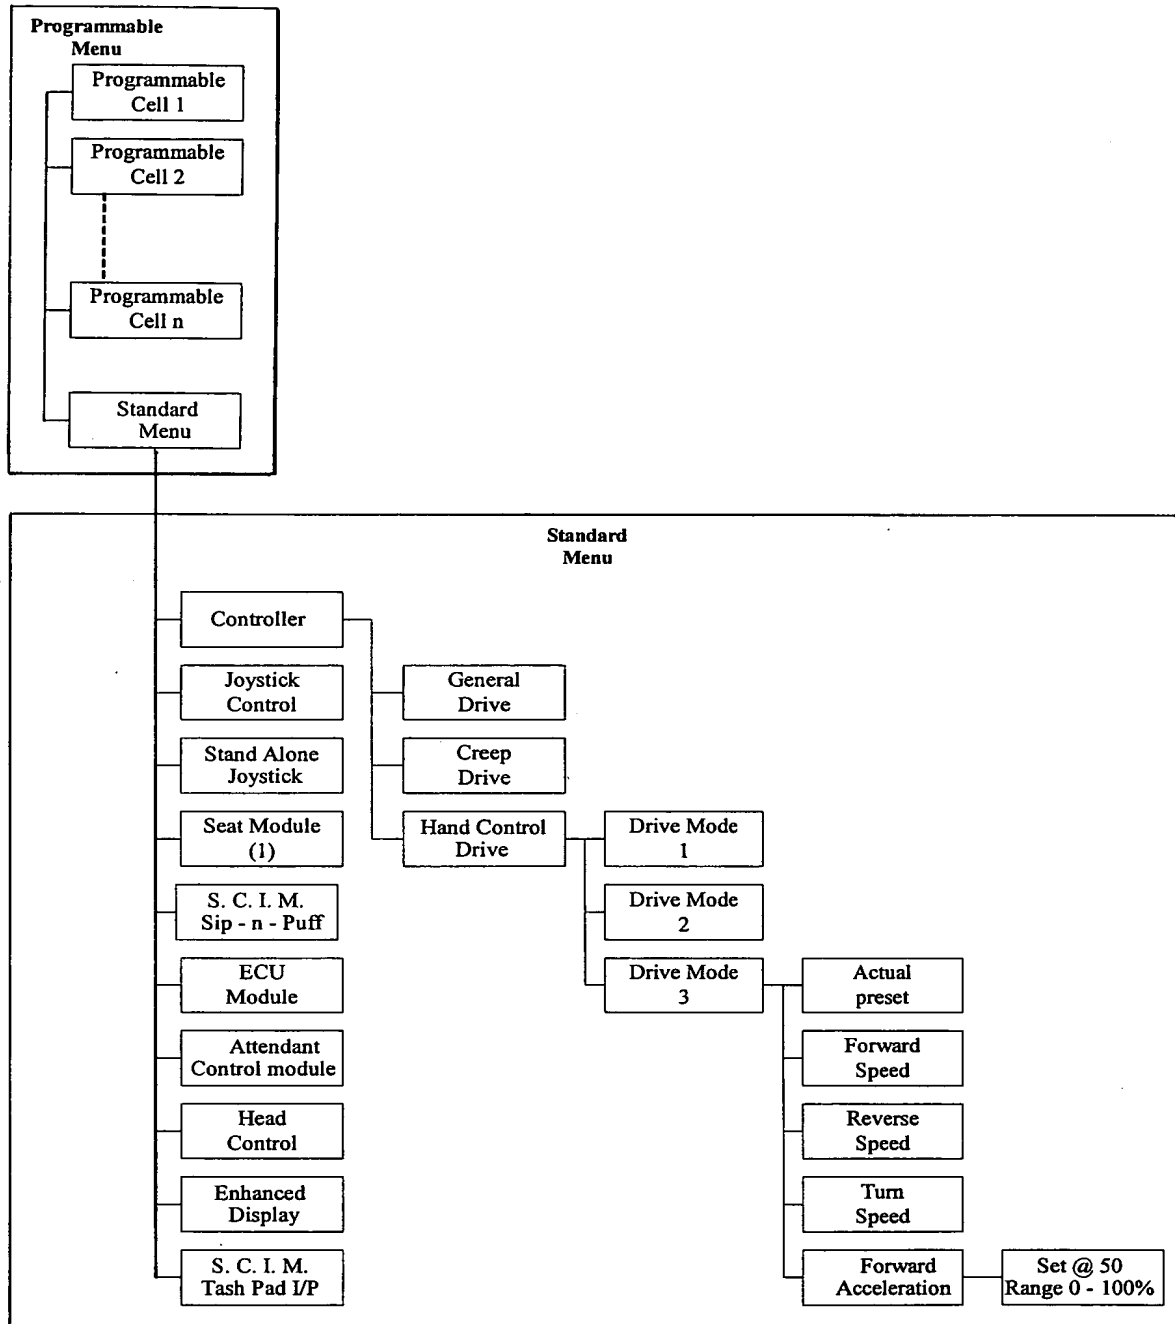 Programmable
Menu
Programmable
Cell 1
Programmable
Cell 2
Programmable
Cell n
Standard
Menu
Standard
Menu
Controller
Joystick
Control
General
Drive
Stand Alone
Joystick
Creep
Drive
Seat Module
(1)
Hand Control
Drive
Drive Mode
1
S. C. I. M.
Sip - n - Puff
Drive Mode
2
ECU
Module
Drive Mode
3
Actual
preset
Attendant
Control module
Forward
Speed
Head
Control
Reverse
Speed
Enhanced
Display
Turn
Speed
S. C. I. M.
Tash Pad I/P
Forward
Acceleration
Set @ 50
Range 0 - 100%